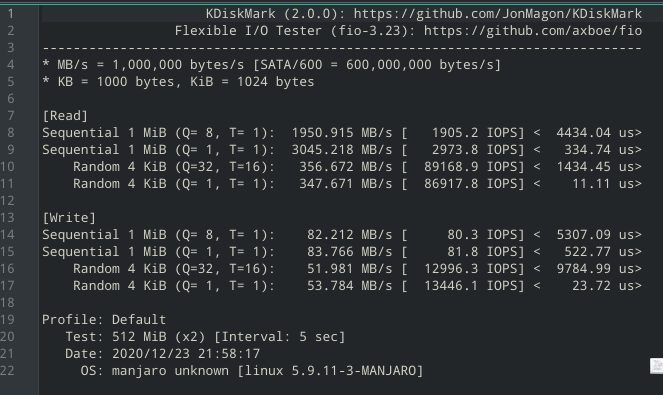 1 KDiskMark (2.0.0): https://github.com/JonMagon/KDiskMark
2 Flexible I/O Tester (fio-3.23): https://github.com/axboe/fio
3 ------------------------------------------------------------------------------
4 * MB/s = 1,000,000 bytes/s [SATA/600 = 600,000,000 bytes/s]
5 * KB = 1000 bytes, KiB = 1024 bytes
6
7 [Read]
8 Sequential 1 MiB (Q= 8, T= 1): 1950.915 MB/s [ 1905.2 IOPS] < 4434.04 us>
9 Sequential 1 MiB (Q= 1, T= 1): 3045.218 MB/s [ 2973.8 IOPS] < 334.74 us>
10 Random 4 KiB (Q=32, T=16): 356.672 MB/s [ 89168.9 IOPS] < 1434.45 us>
11 Random 4 KiB (Q= 1, T= 1): 347.671 MB/s [ 86917.8 IOPS] < 11.11 us>
12
13 [Write]
14 Sequential 1 MiB (Q= 8, T= 1): 82.212 MB/s [ 80.3 IOPS] < 5307.09 us>
15 Sequential 1 MiB (Q= 1, T= 1): 83.766 MB/s [ 81.8 IOPS] < 522.77 us>
16 Random 4 KiB (Q=32, T=16): 51.981 MB/s [ 12996.3 IOPS] < 9784.99 us>
17 Random 4 KiB (Q= 1, T= 1): 53.784 MB/s [ 13446.1 IOPS] < 23.72 us>
18
19 Profile: Default
20 Test: 512 MiB (x2) [Interval: 5 sec]
21 Date: 2020/12/23 21:58:17
22 OS: manjaro unknown [linux 5.9.11-3-MANJARO]